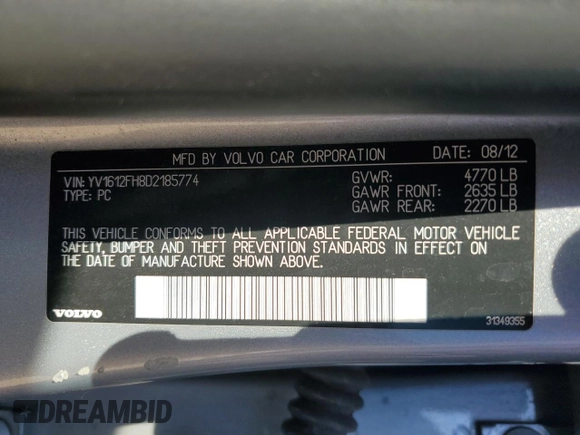 MFD BY VOLVO CAR CORPORATION DATE: 08/12
VIN: YV1612FH8D2185774 GVWR: 4770 LB
TYPE: PC GAWR FRONT: 2635 LB
GAWR REAR: 2270 LB
THIS VEHICLE CONFORMS TO ALL APPLICABLE FEDERAL MOTOR VEHICLE
SAFETY, BUMPER AND THEFT PREVENTION STANDARDS IN EFFECT ON
THE DATE OF MANUFACTURE SHOWN ABOVE.
VOLVO 31349355
DREAMBID